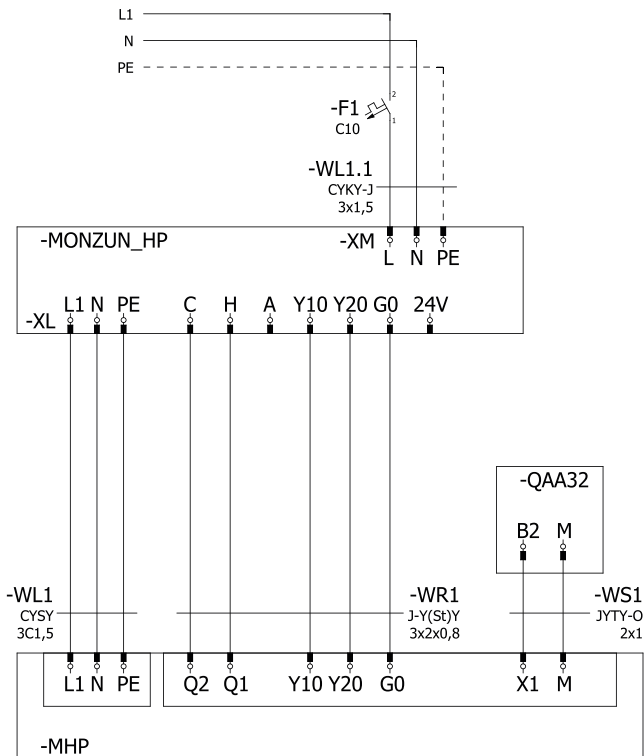 L1
N
PE
-F1
C10
2
1
-WL1.1
CYKY-J
3x1,5
-MONZUN_HP
-XM
L N PE
-XL
L1 N PE C H A Y10 Y20 G0 24V
-QAA32
B2 M
-WL1
CYSY
3C1,5
-WR1
J-Y(St)Y
3x2x0,8
-WS1
JYTY-O
2x1
L1 N PE Q2 Q1 Y10 Y20 G0 X1 M
-MHP